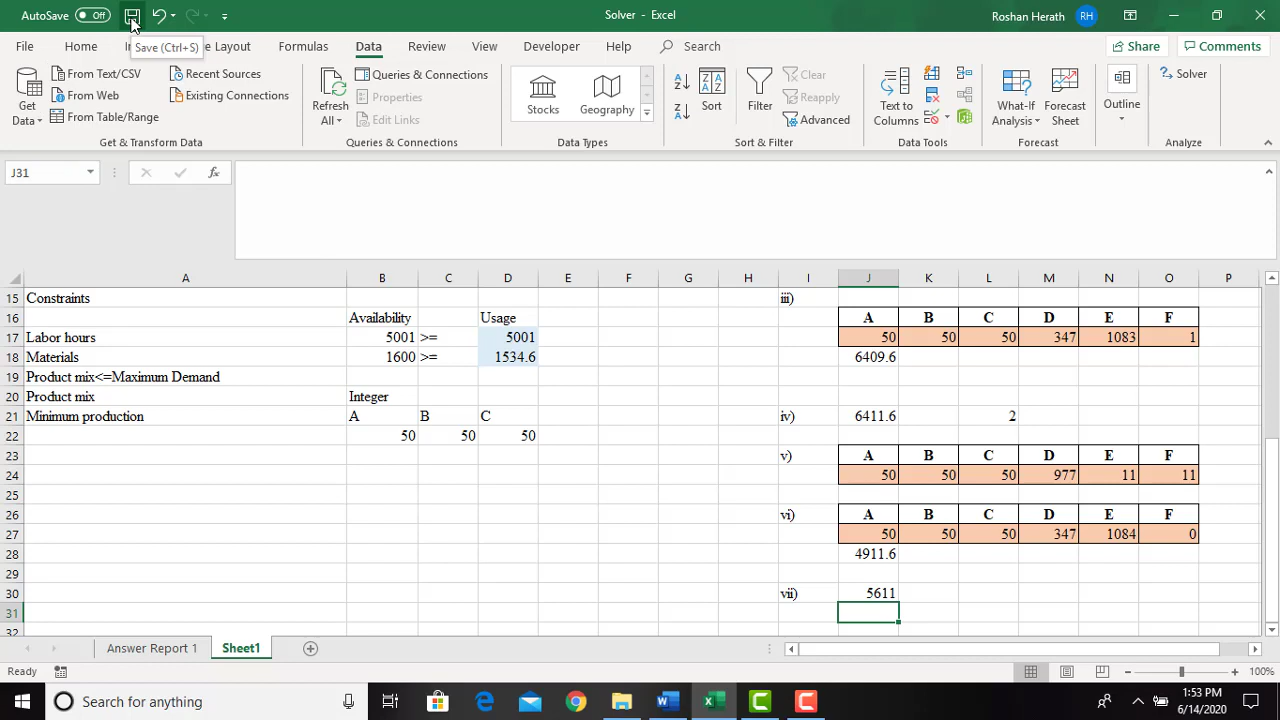 AutoSave Off Solver - Excel Roshan Herath RH
File Home In e Layout Formulas Data Review View Developer Help Search Share Comments
Save (Ctrl+S)
Get Data From Text/CSV From Web From Table/Range Recent Sources Existing Connections
Refresh All Queries & Connections Properties Edit Links
Stocks Geography
Sort Filter Clear Reapply Advanced
Text to Columns What-If Analysis Forecast Sheet Outline Solver
Get & Transform Data Queries & Connections Data Types Sort & Filter Data Tools Forecast Analyze
J31 fx
A B C D E F G H I J K L M N O P
15 Constraints iii)
16 Availability Usage A B C D E F
17 Labor hours 5001 >= 5001 50 50 50 347 1083 1
18 Materials 1600 >= 1534.6 6409.6
19 Product mix<=Maximum Demand
20 Product mix Integer
21 Minimum production A B C iv) 6411.6 2
22 50 50 50
23 v) A B C D E F
24 50 50 50 977 11 11
25
26 vi) A B C D E F
27 50 50 50 347 1084 0
28 4911.6
29
30 vii) 5611
31
32
Answer Report 1 Sheet1
Ready 100%
Search for anything 1:53 PM
6/14/2020